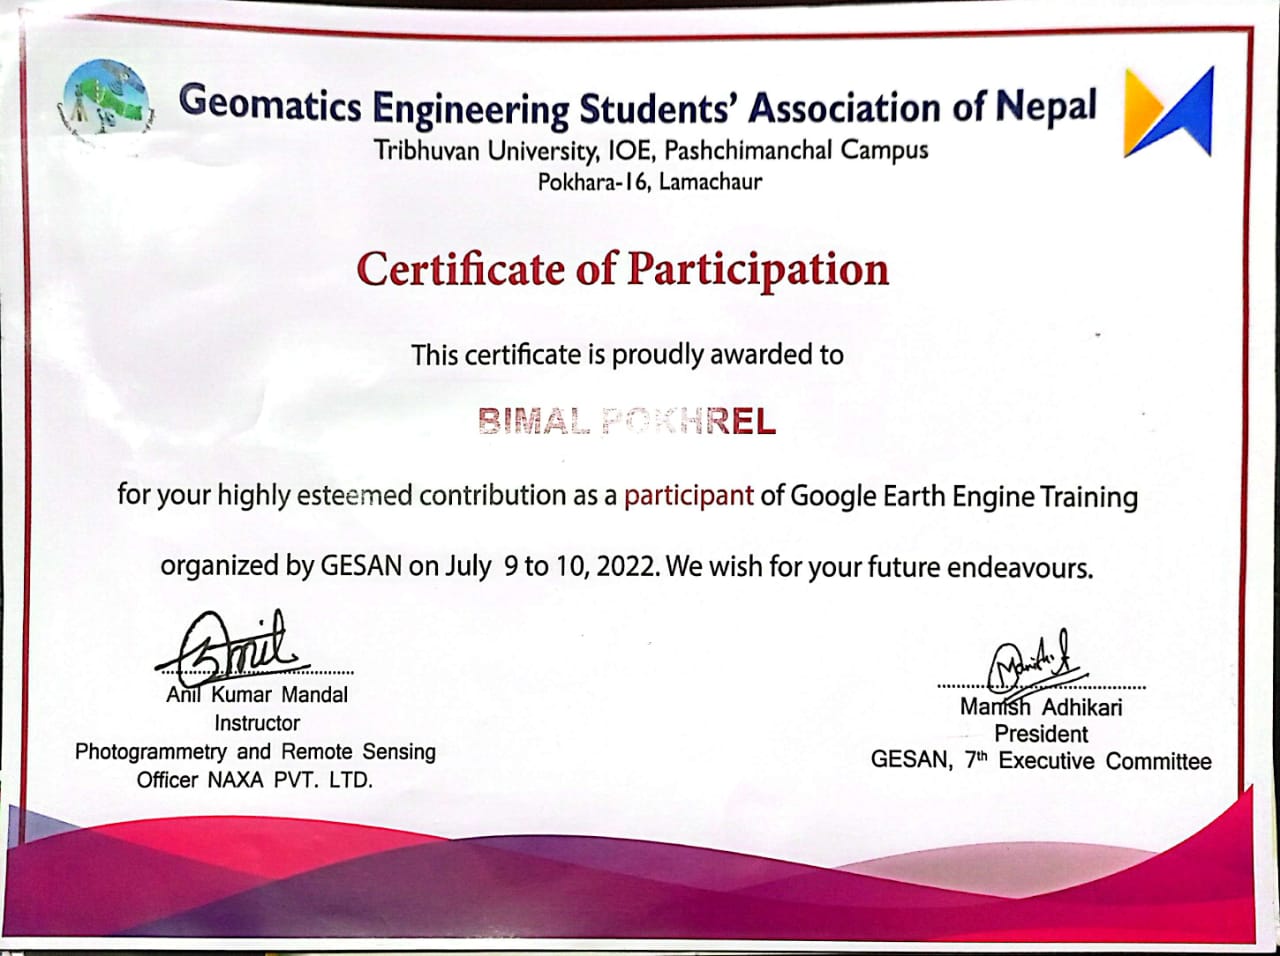 Geomatics Engineering Students’ Association of Nepal
Tribhuvan University, IOE, Pashchimanchal Campus
Pokhara-16, Lamachaur
Certificate of Participation
This certificate is proudly awarded to
BIMAL POKHREL
for your highly esteemed contribution as a participant of Google Earth Engine Training
organized by GESAN on July 9 to 10, 2022. We wish for your future endeavours.
Anil
Anil Kumar Mandal
Instructor
Photogrammetry and Remote Sensing
Officer NAXA PVT. LTD.
Manish Adhikari
President
GESAN, 7th Executive Committee